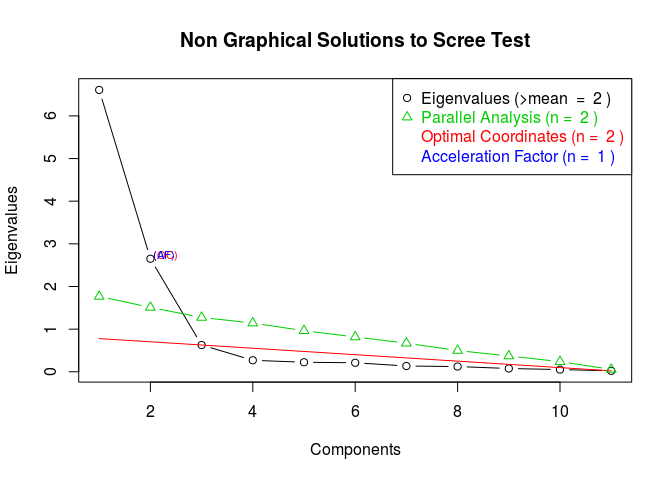 Non Graphical Solutions to Scree Test
Eigenvalues (>mean = 2 )
Parallel Analysis (n = 2 )
Optimal Coordinates (n = 2 )
Acceleration Factor (n = 1 )
Eigenvalues
6
5
4
3
2
1
0
2
4
6
8
10
Components